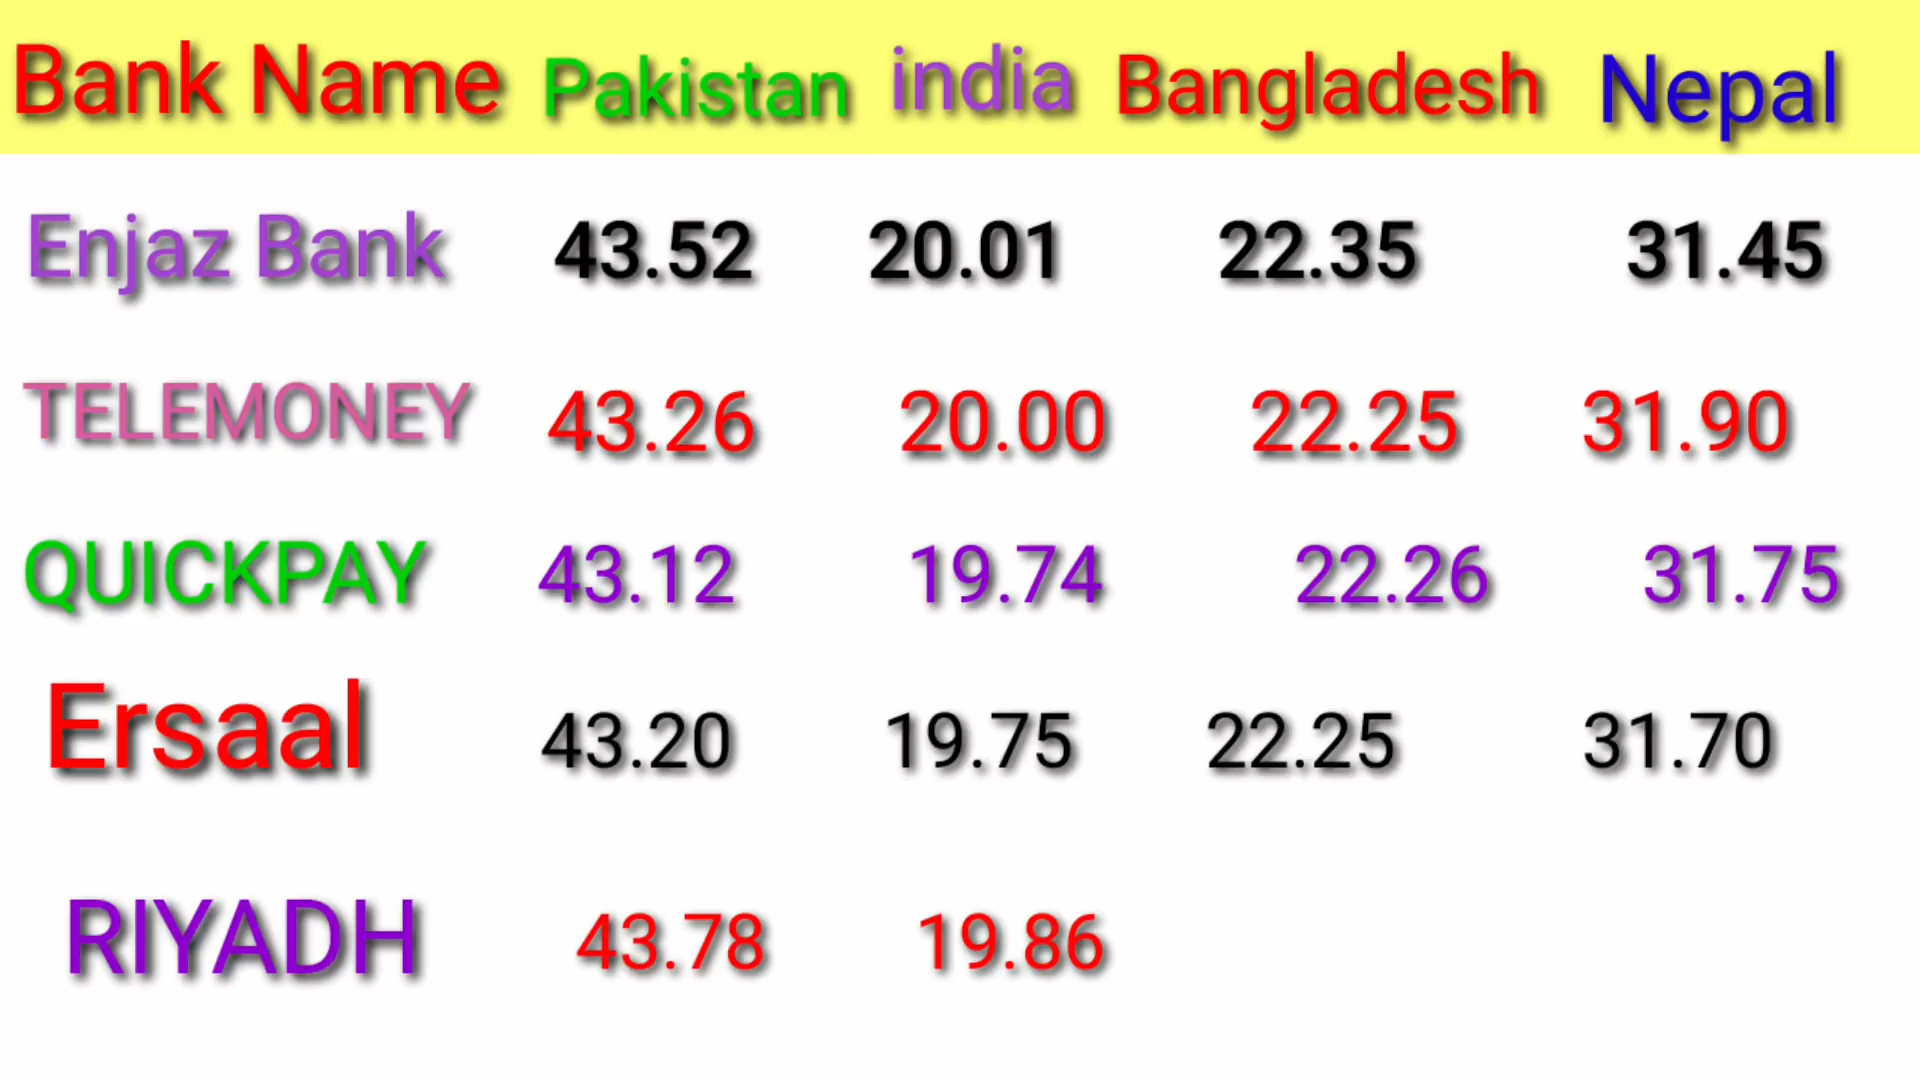 Bank Name Pakistan india Bangladesh Nepal
Enjaz Bank 43.52 20.01 22.35 31.45
TELEMONEY 43.26 20.00 22.25 31.90
QUICKPAY 43.12 19.74 22.26 31.75
Ersaal 43.20 19.75 22.25 31.70
RIYADH 43.78 19.86